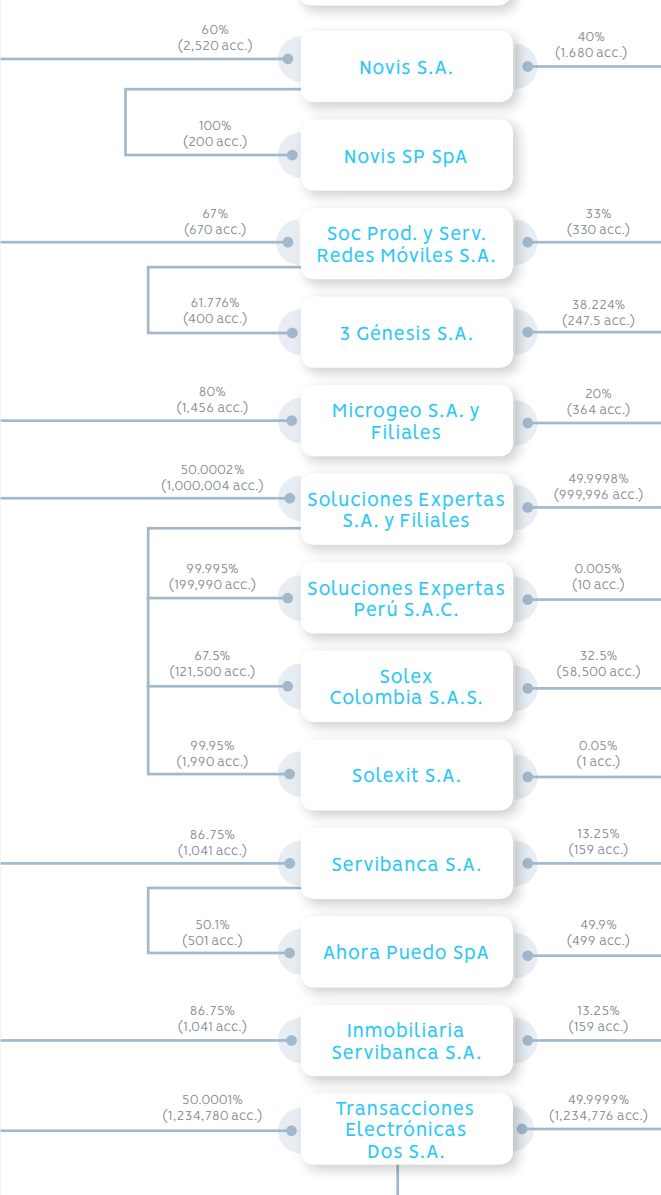 60%
(2,520 acc.)
Novis S.A.
40%
(1.680 acc.)
100%
(200 acc.)
Novis SP SpA
67%
(670 acc.)
Soc Prod. y Serv.
Redes Móviles S.A.
33%
(330 acc.)
61.776%
(400 acc.)
3 Génesis S.A.
38.224%
(247.5 acc.)
80%
(1,456 acc.)
Microgeo S.A. y
Filiales
20%
(364 acc.)
50.0002%
(1,000,004 acc.)
Soluciones Expertas
S.A. y Filiales
49.9998%
(999,996 acc.)
99.995%
(199,990 acc.)
Soluciones Expertas
Perú S.A.C.
0.005%
(10 acc.)
67.5%
(121,500 acc.)
Solex
Colombia S.A.S.
32.5%
(58,500 acc.)
99.95%
(1,990 acc.)
Solexit S.A.
0.05%
(1 acc.)
86.75%
(1,041 acc.)
Servibanca S.A.
13.25%
(159 acc.)
50.1%
(501 acc.)
Ahora Puedo SpA
49.9%
(499 acc.)
86.75%
(1,041 acc.)
Inmobiliaria
Servibanca S.A.
13.25%
(159 acc.)
50.0001%
(1,234,780 acc.)
Transacciones
Electrónicas
Dos S.A.
49.9999%
(1,234,776 acc.)